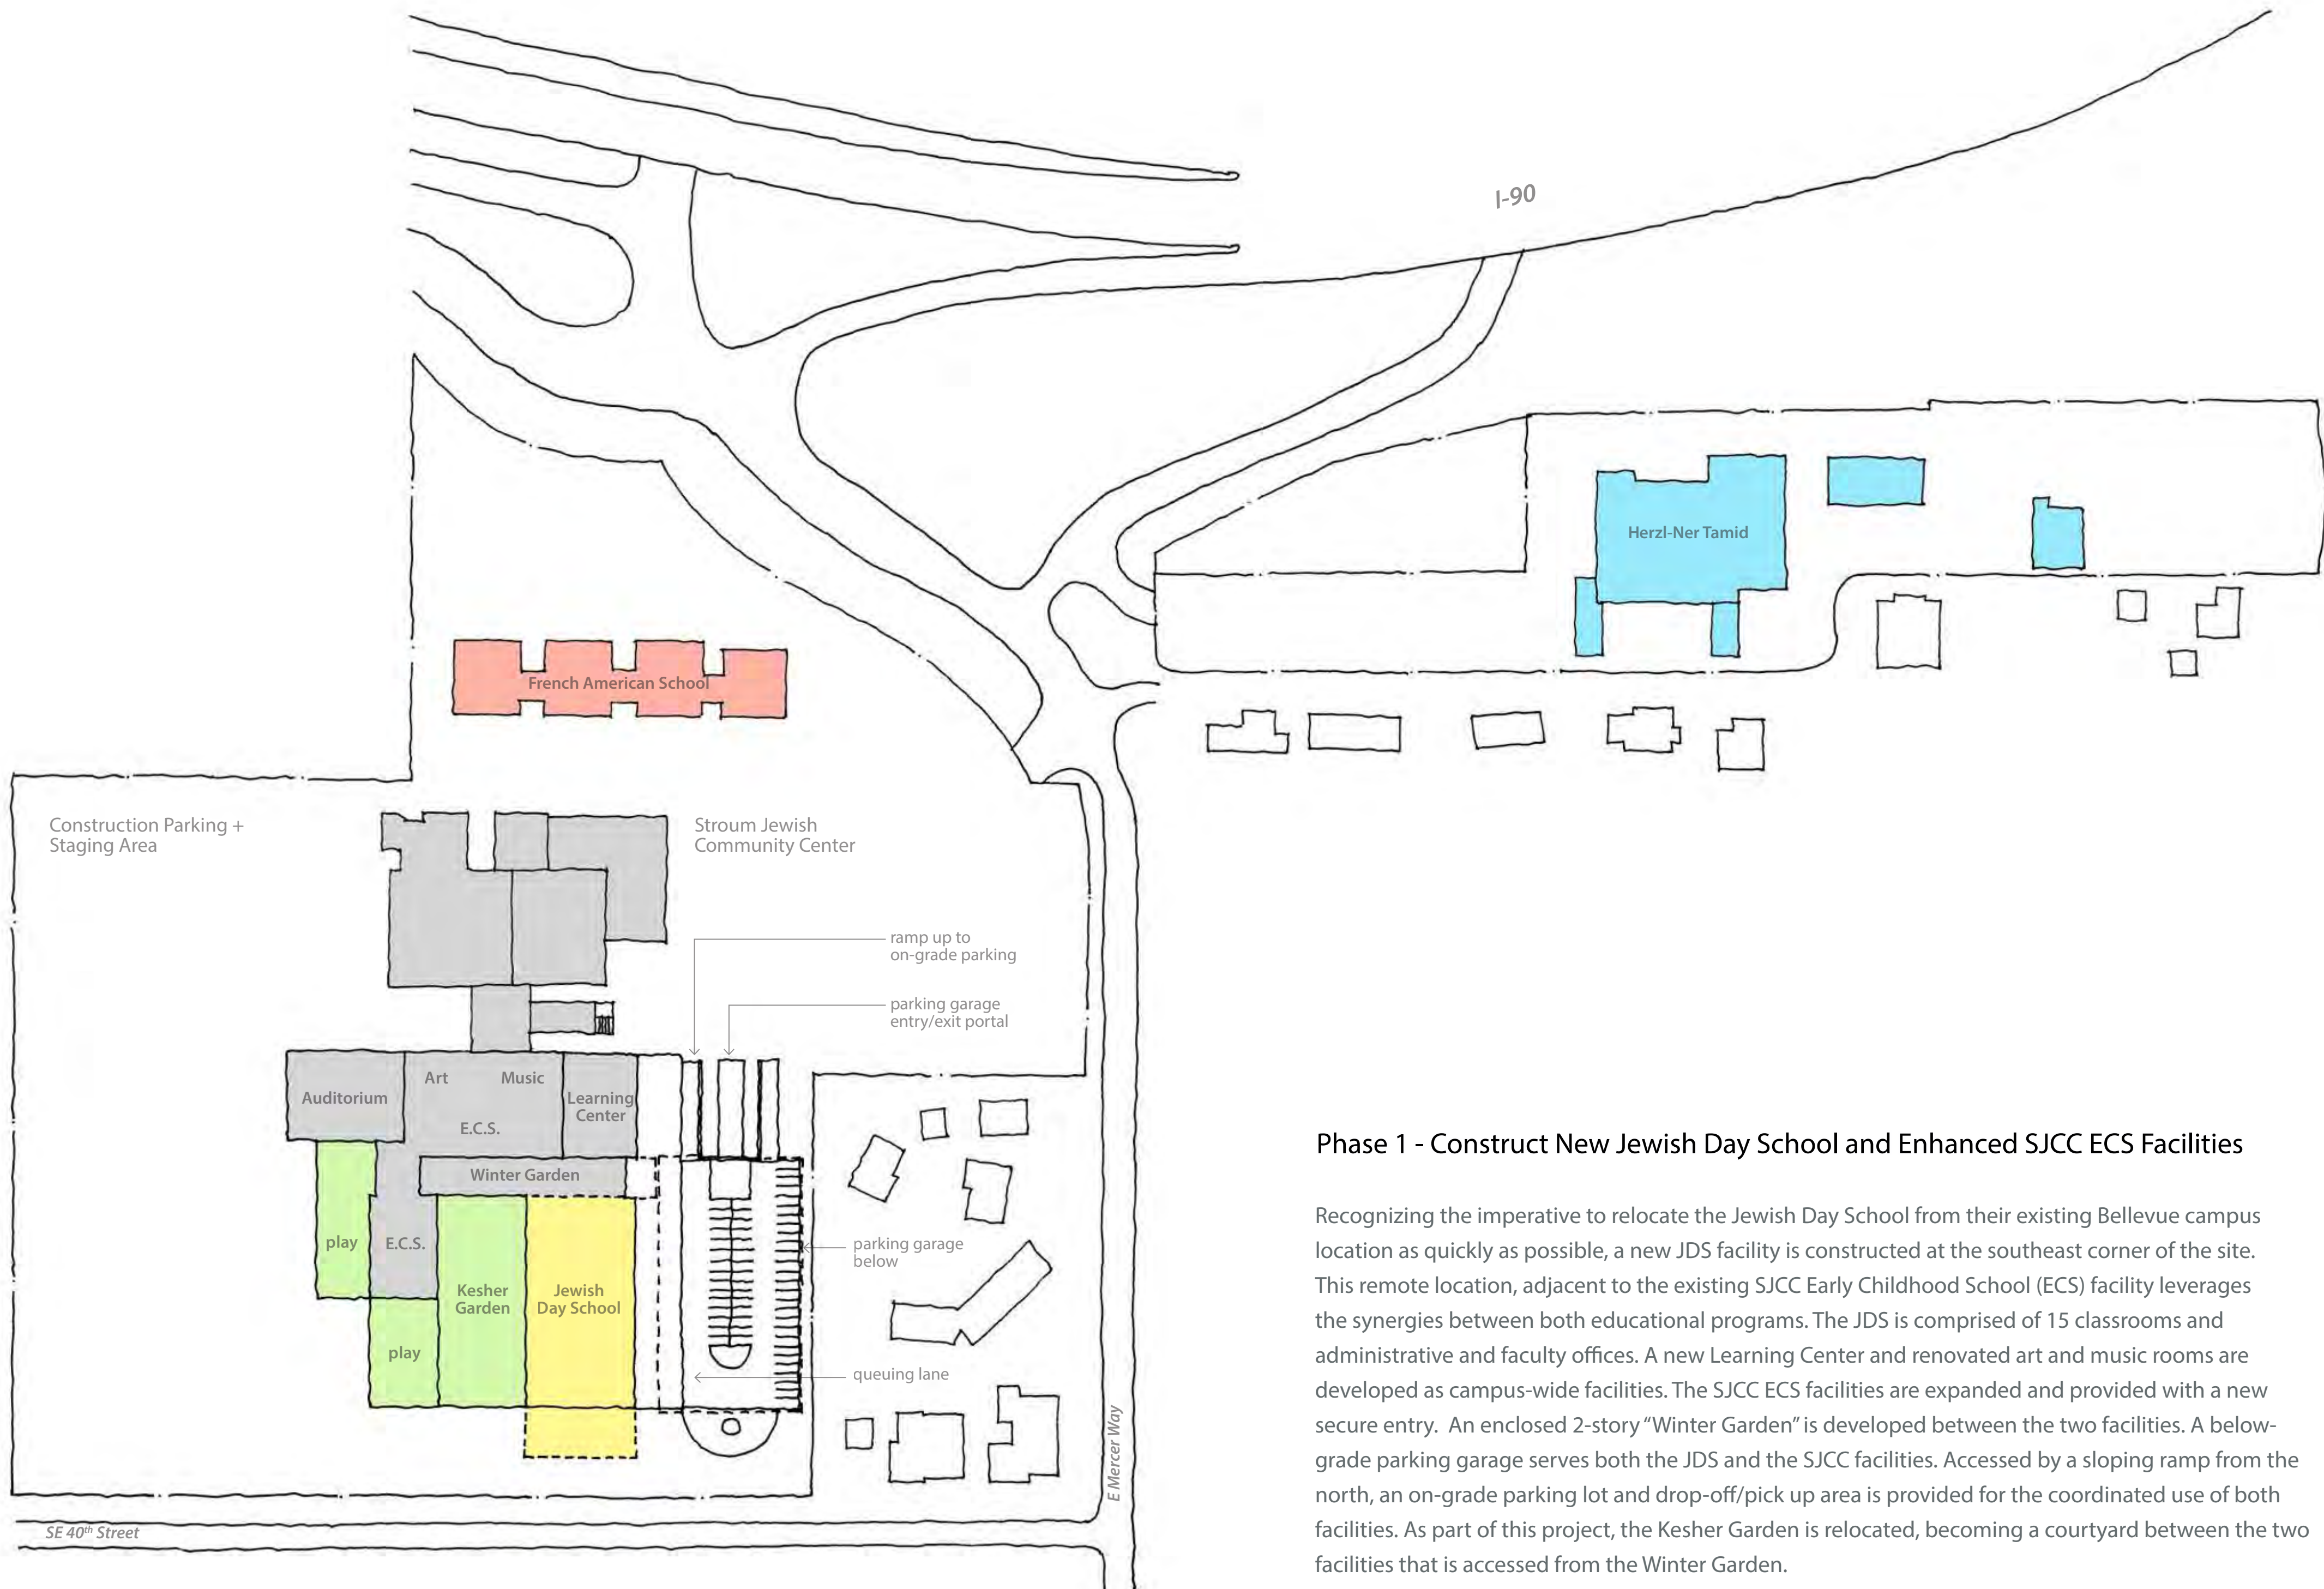 I-90
Herzl-Ner Tamid
French American School
Construction Parking +
Staging Area
Stroum Jewish
Community Center
ramp up to
on-grade parking
parking garage
entry/exit portal
Art
Music
Auditorium
Learning
Center
E.C.S.
Winter Garden
play
E.C.S.
parking garage
below
Kesher
Garden
Jewish
Day School
play
queuing lane
E Mercer Way
SE 40th Street
Phase 1 - Construct New Jewish Day School and Enhanced SJCC ECS Facilities
Recognizing the imperative to relocate the Jewish Day School from their existing Bellevue campus
location as quickly as possible, a new JDS facility is constructed at the southeast corner of the site.
This remote location, adjacent to the existing SJCC Early Childhood School (ECS) facility leverages
the synergies between both educational programs. The JDS is comprised of 15 classrooms and
administrative and faculty offices. A new Learning Center and renovated art and music rooms are
developed as campus-wide facilities. The SJCC ECS facilities are expanded and provided with a new
secure entry.  An enclosed 2-story “Winter Garden” is developed between the two facilities. A below-
grade parking garage serves both the JDS and the SJCC facilities. Accessed by a sloping ramp from the
north, an on-grade parking lot and drop-off/pick up area is provided for the coordinated use of both
facilities. As part of this project, the Kesher Garden is relocated, becoming a courtyard between the two
facilities that is accessed from the Winter Garden.